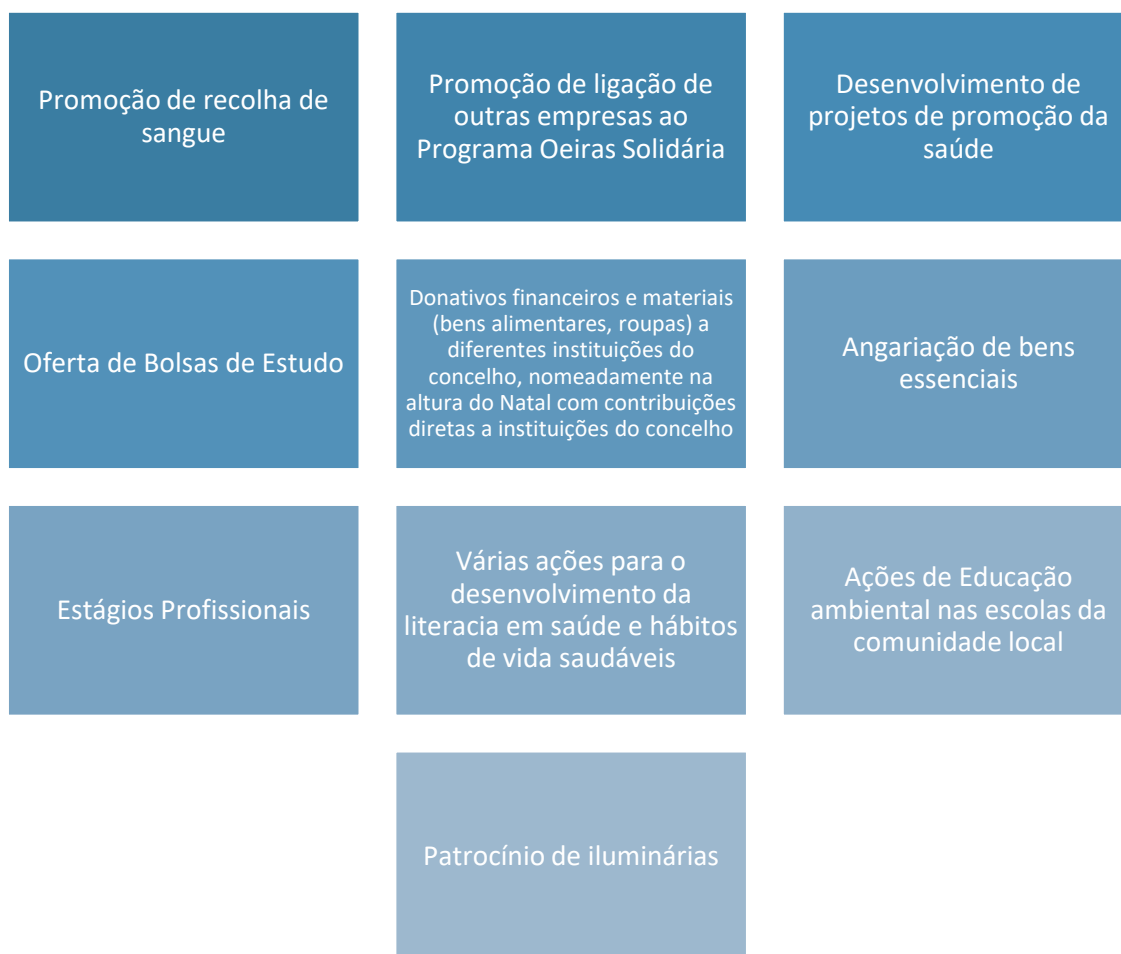 Promoção de recolha de
sangue
Promoção de ligação de
outras empresas ao
Programa Oeiras Solidária
Desenvolvimento de
projetos de promoção da
saúde
Oferta de Bolsas de Estudo
Donativos financeiros e materiais
(bens alimentares, roupas) a
diferentes instituições do
concelho, nomeadamente na
altura do Natal com contribuições
diretas a instituições do concelho
Angariação de bens
essenciais
Estágios Profissionais
Várias ações para o
desenvolvimento da
literacia em saúde e hábitos
de vida saudáveis
Ações de Educação
ambiental nas escolas da
comunidade local
Patrocínio de iluminárias